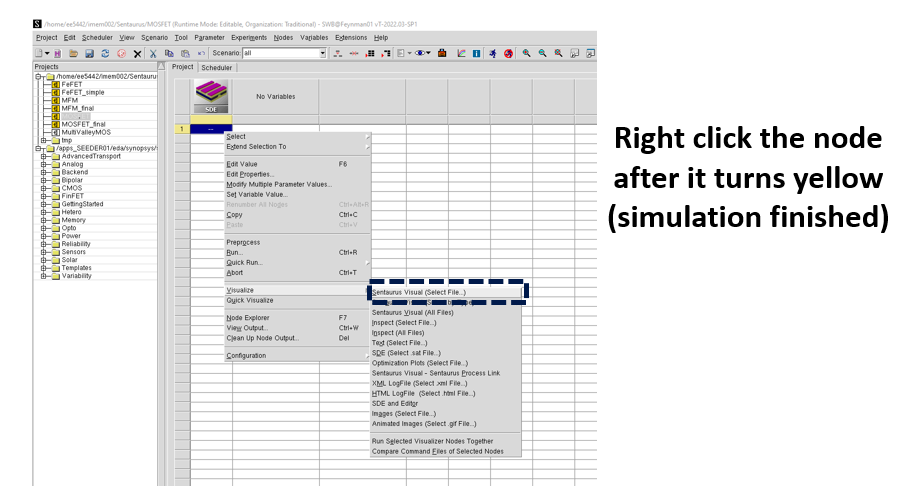 /home/ee5442/imem002/Sentaurus/MOSFET (Runtime Mode: Editable, Organization: Traditional) - SWB@Feynman01 vT-2022.03-SP1
Project Edit Scheduler View Scenario Tool Parameter Experiments Nodes Variables Extensions Help
Scenario: all
Projects
/home/ee5442/imem002/Sentauru
FeFET
FeFET_simple
MFM
MFM_final
MOSFET_final
MultiValleyMOS
tmp
/apps_SEEDER01/eda/synopsys/
AdvancedTransport
Analog
Backend
Bipolar
CMOS
FinFET
GettingStarted
Hetero
Memory
Opto
Power
Reliability
Sensors
Solar
Templates
Variability
Project Scheduler
SDE
No Variables
1 --
Select
Extend Selection To
Edit Value F6
Edit Properties...
Modify Multiple Parameter Values...
Set Variable Value...
Renumber All Nodes Ctrl+Alt+R
Copy Ctrl+C
Paste Ctrl+V
Preprocess
Run... Ctrl+R
Quick Run...
Abort Ctrl+T
Visualize
Quick Visualize
Node Explorer F7
View Output... Ctrl+W
Clean Up Node Output... Del
Configuration
Sentaurus Visual (Select File...)
Sentaurus Visual (All Files)
Inspect (Select File...)
Inspect (All Files)
Text (Select File...)
SDE (Select .sat File...)
Optimization Plots (Select File...)
Sentaurus Visual - Sentaurus Process Link
XML LogFile (Select .xml File...)
HTML LogFile (Select .html File...)
SDE and Editor
Images (Select File...)
Animated Images (Select .gif File...)
Run Selected Visualizer Nodes Together
Compare Command Files of Selected Nodes
Right click the node
after it turns yellow
(simulation finished)